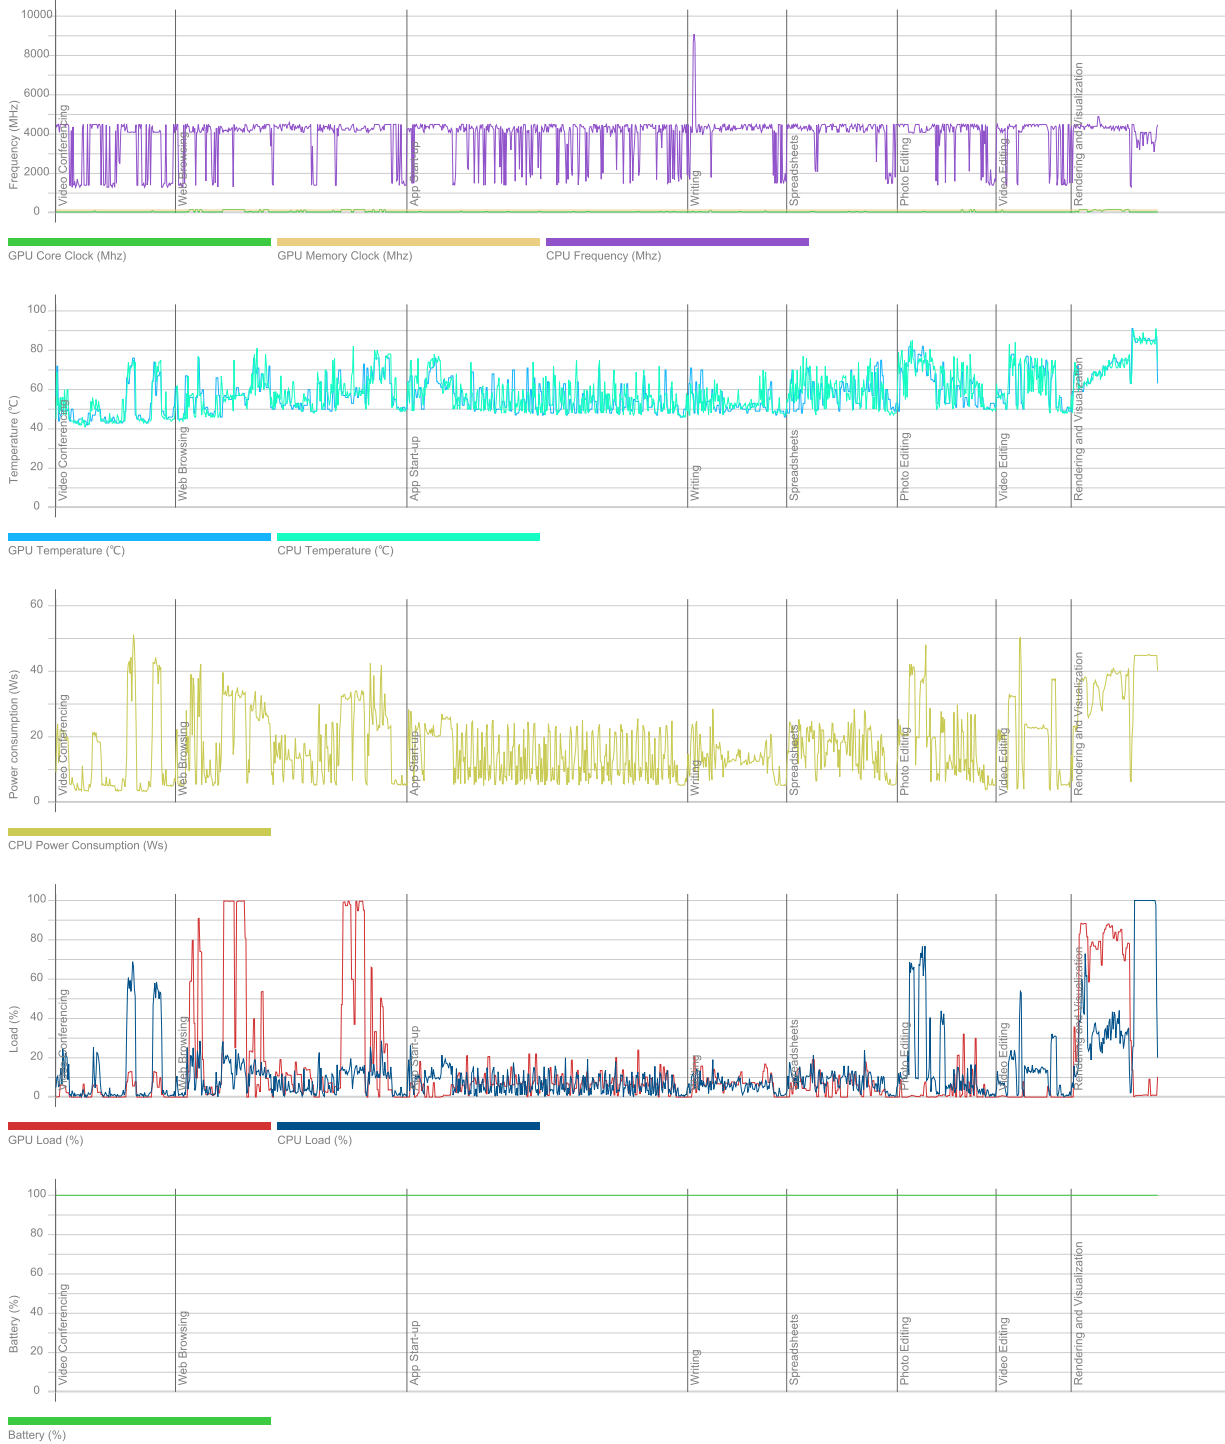 10000
8000
6000
4000
2000
0
Frequency (MHz)
Video Conferencing
Web Browsing
App Start-up
Writing
Spreadsheets
Photo Editing
Video Editing
Rendering and Visualization
GPU Core Clock (Mhz)
GPU Memory Clock (Mhz)
CPU Frequency (Mhz)
100
80
60
40
20
0
Temperature (℃)
Video Conferencing
Web Browsing
App Start-up
Writing
Spreadsheets
Photo Editing
Video Editing
Rendering and Visualization
GPU Temperature (℃)
CPU Temperature (℃)
60
40
20
0
Power consumption (Ws)
Video Conferencing
Web Browsing
App Start-up
Writing
Spreadsheets
Photo Editing
Video Editing
Rendering and Visualization
CPU Power Consumption (Ws)
100
80
60
40
20
0
Load (%)
Video Conferencing
Web Browsing
App Start-up
Writing
Spreadsheets
Photo Editing
Video Editing
Rendering and Visualization
GPU Load (%)
CPU Load (%)
100
80
60
40
20
0
Battery (%)
Video Conferencing
Web Browsing
App Start-up
Writing
Spreadsheets
Photo Editing
Video Editing
Rendering and Visualization
Battery (%)